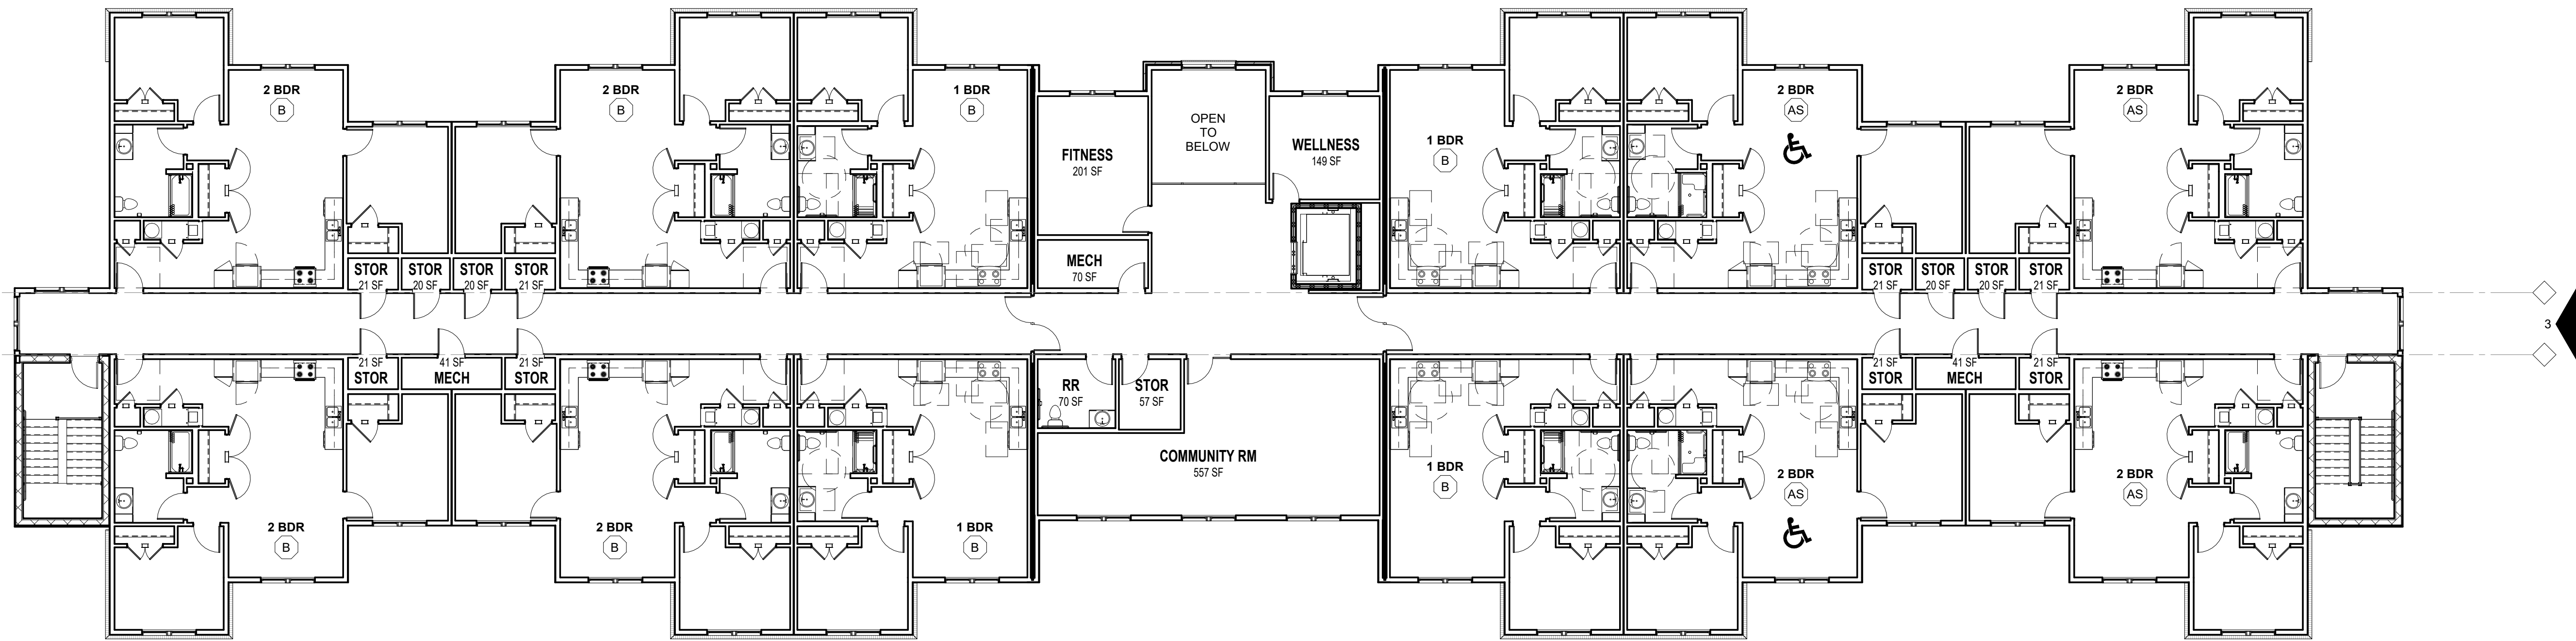 2 BDR
B
2 BDR
B
1 BDR
B
FITNESS
201 SF
OPEN
TO
BELOW
WELLNESS
149 SF
1 BDR
B
2 BDR
AS
2 BDR
AS
MECH
70 SF
STOR
21 SF
STOR
20 SF
STOR
20 SF
STOR
21 SF
STOR
21 SF
STOR
20 SF
STOR
20 SF
STOR
21 SF
3
21 SF
STOR
41 SF
MECH
21 SF
STOR
RR
70 SF
STOR
57 SF
21 SF
STOR
41 SF
MECH
21 SF
STOR
COMMUNITY RM
557 SF
1 BDR
B
2 BDR
AS
2 BDR
AS
2 BDR
B
2 BDR
B
1 BDR
B